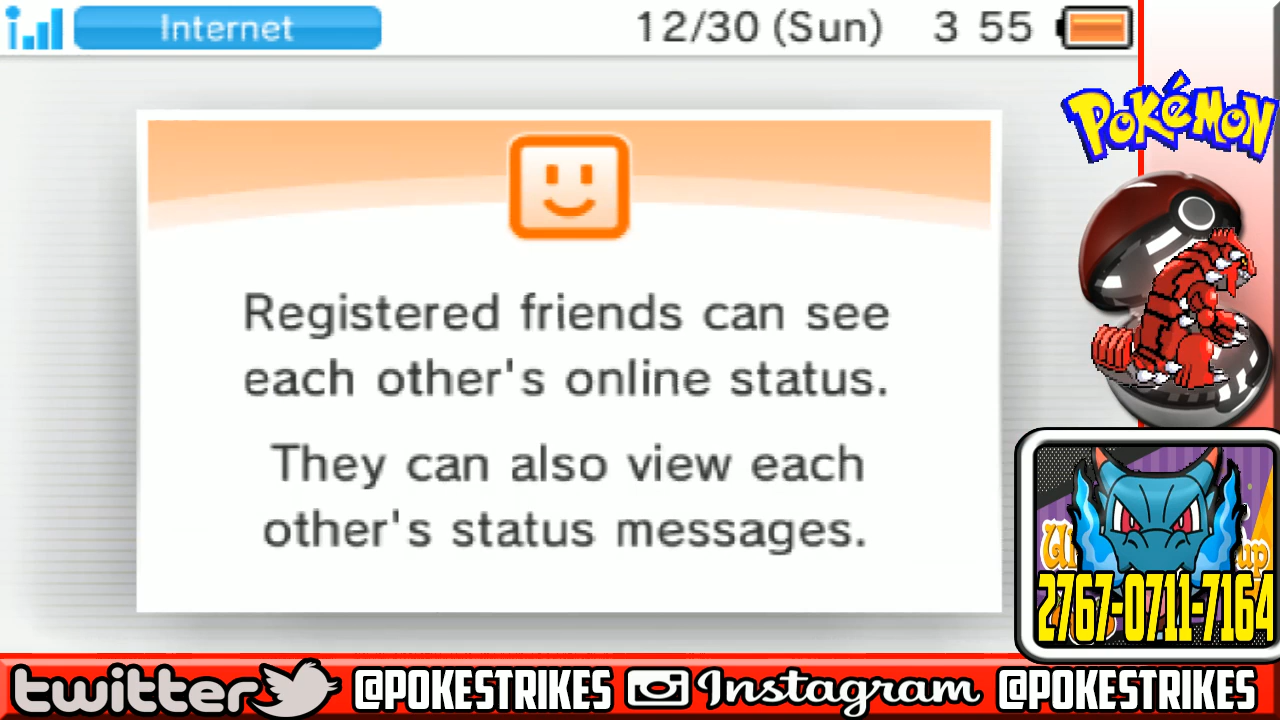 Internet
12/30 (Sun) 3 55
POKéMON
Registered friends can see
each other's online status.
They can also view each
other's status messages.
2767-0711-7164
twitter @POKESTRIKES Instagram @POKESTRIKES